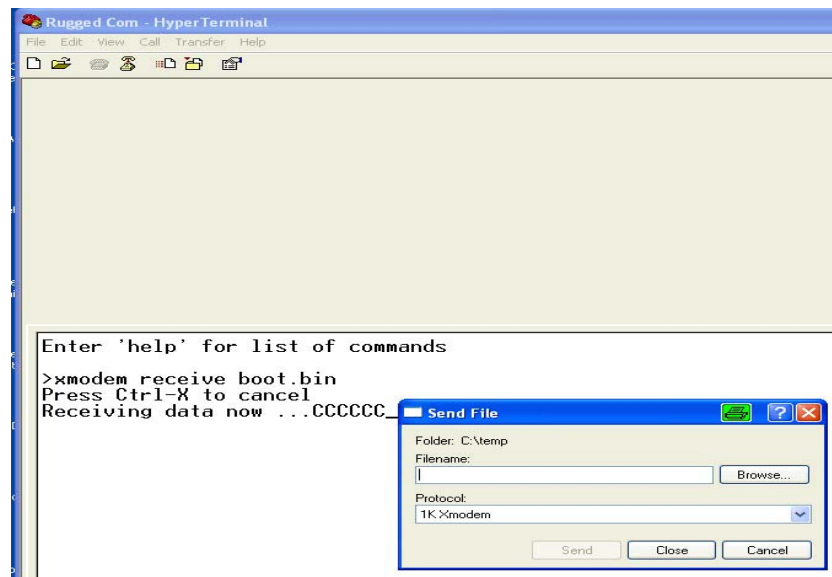 Rugged Com - HyperTerminal
File Edit View Call Transfer Help
Enter 'help' for list of commands
>xmodem receive boot.bin
Press Ctrl-X to cancel
Receiving data now ...CCCCCC_
Send File
Folder: C:\temp
Filename:
Browse...
Protocol:
1K Xmodem
Send Close Cancel